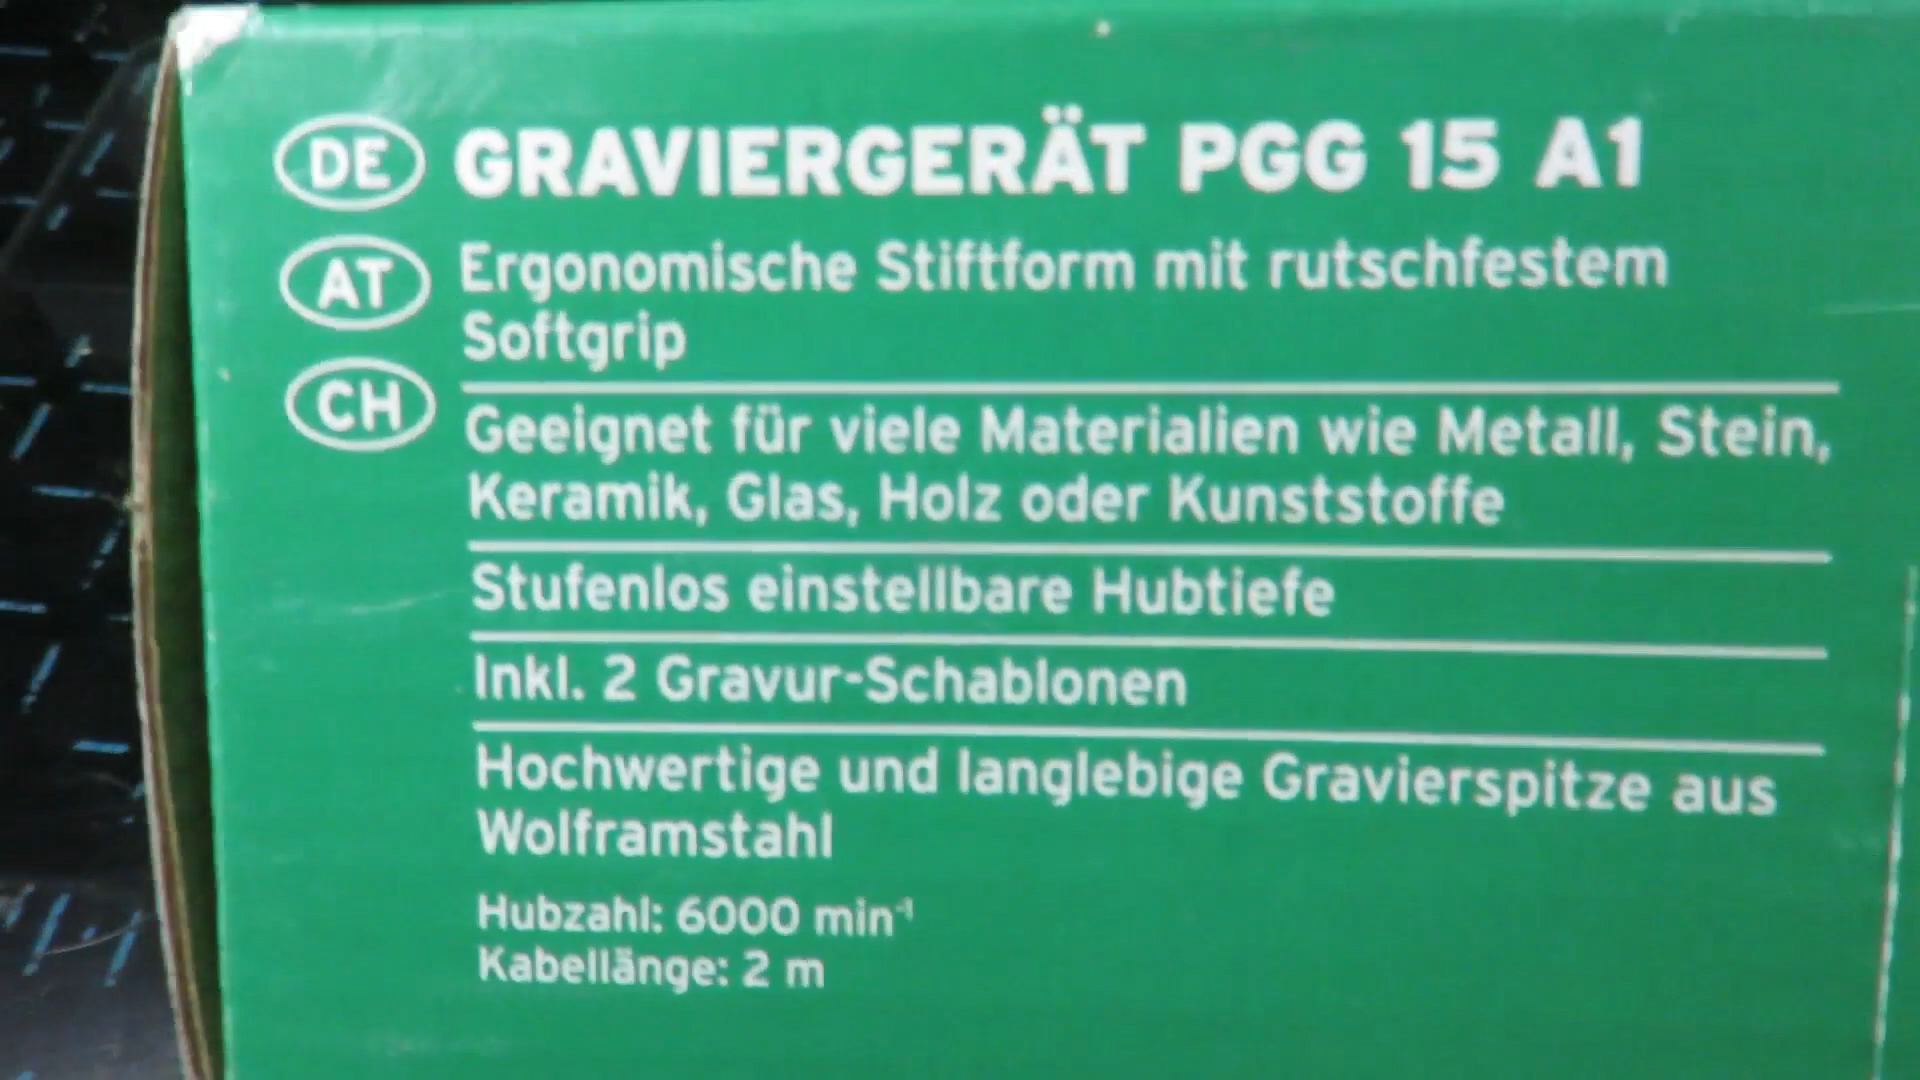 DE GRAVIERGERÄT PGG 15 A1
AT Ergonomische Stiftform mit rutschfestem
Softgrip
CH Geeignet für viele Materialien wie Metall, Stein,
Keramik, Glas, Holz oder Kunststoffe
Stufenlos einstellbare Hubtiefe
Inkl. 2 Gravur-Schablonen
Hochwertige und langlebige Gravierspitze aus
Wolframstahl
Hubzahl: 6000 min⁻¹
Kabellänge: 2 m